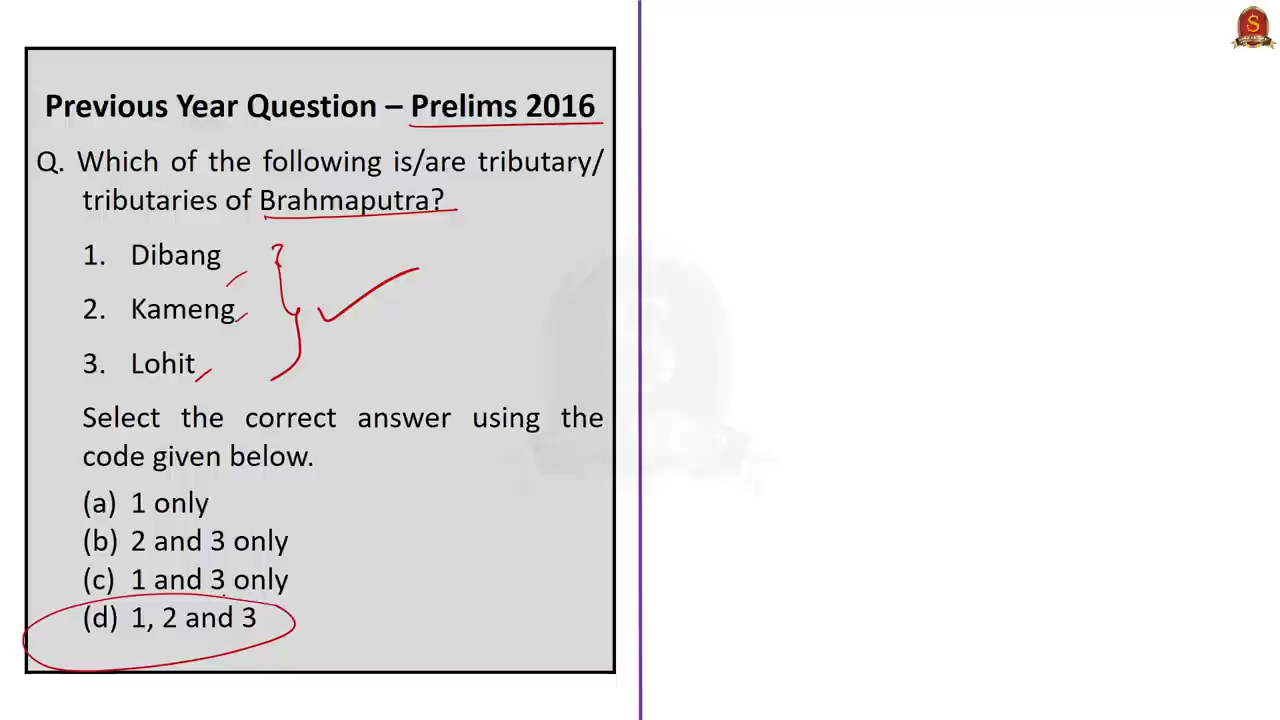 Previous Year Question – Prelims 2016
Q. Which of the following is/are tributary/
tributaries of Brahmaputra?
1. Dibang
2. Kameng
3. Lohit
Select the correct answer using the
code given below.
(a) 1 only
(b) 2 and 3 only
(c) 1 and 3 only
(d) 1, 2 and 3